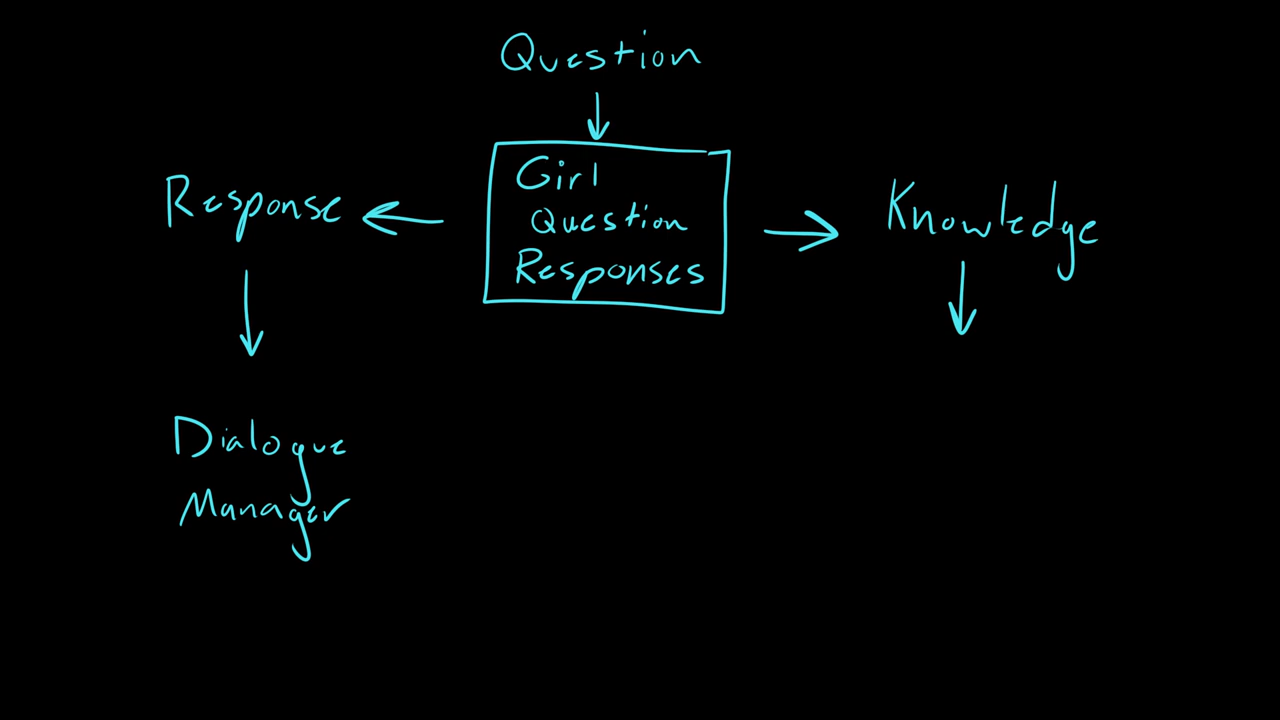 Question
Girl
Question
Responses
Response
Knowledge
Dialogue
Manager